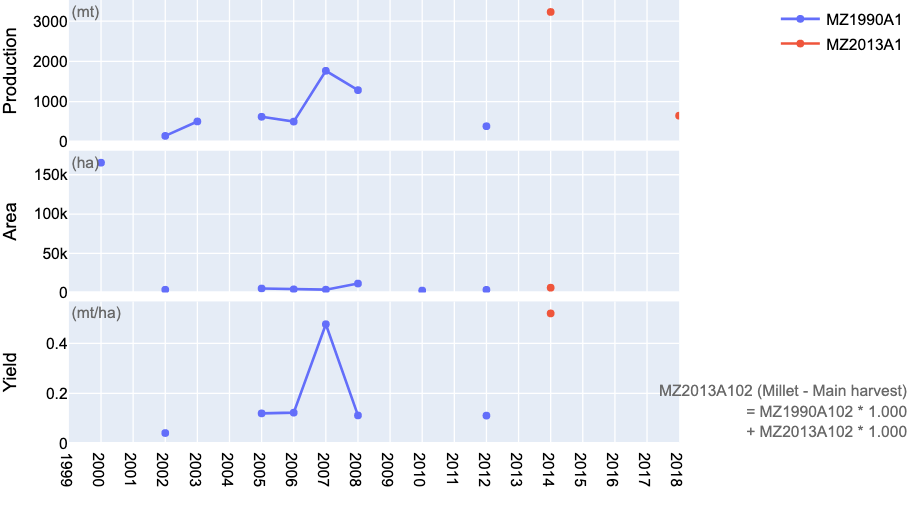 (mt)
3000
2000
1000
0
Production
MZ1990A1
MZ2013A1
(ha)
150k
100k
50k
0
Area
(mt/ha)
0.4
0.2
0
Yield
MZ2013A102 (Millet - Main harvest)
= MZ1990A102 * 1.000
+ MZ2013A102 * 1.000
1999
2000
2001
2002
2003
2004
2005
2006
2007
2008
2009
2010
2011
2012
2013
2014
2015
2016
2017
2018